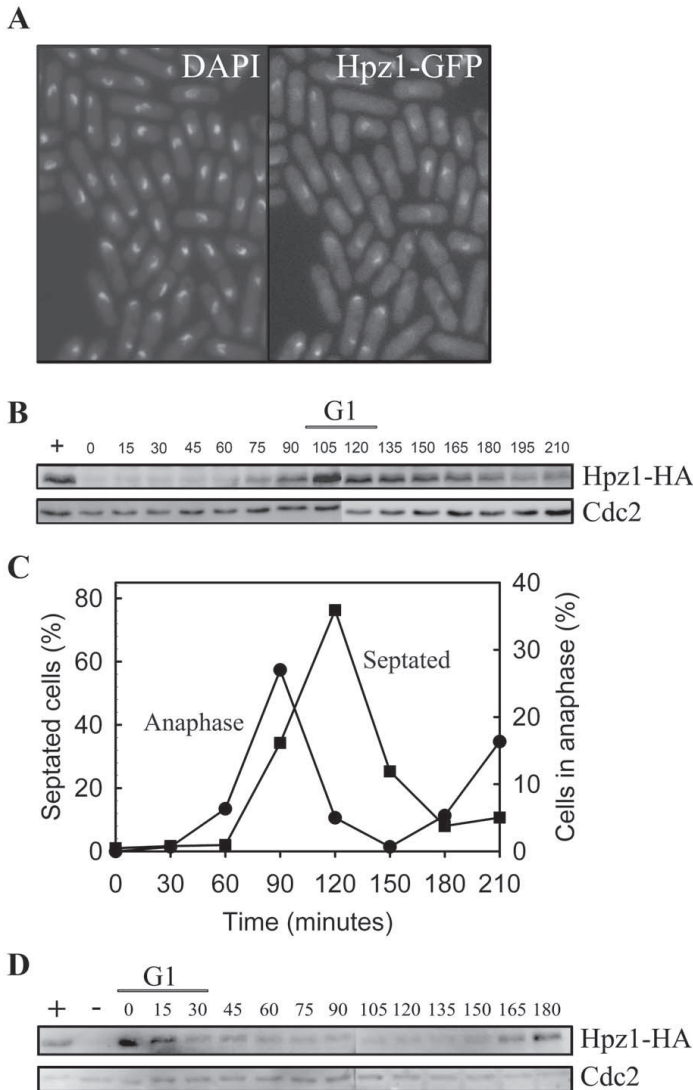 A
DAPI
Hpz1-GFP
B
G1
+ 0 15 30 45 60 75 90 105 120 135 150 165 180 195 210
Hpz1-HA
Cdc2
C
Septated cells (%)
80
60
40
20
0
Anaphase
Septated
40
30
20
10
0
Cells in anaphase (%)
0 30 60 90 120 150 180 210
Time (minutes)
D
G1
+ - 0 15 30 45 60 75 90 105 120 135 150 165 180
Hpz1-HA
Cdc2